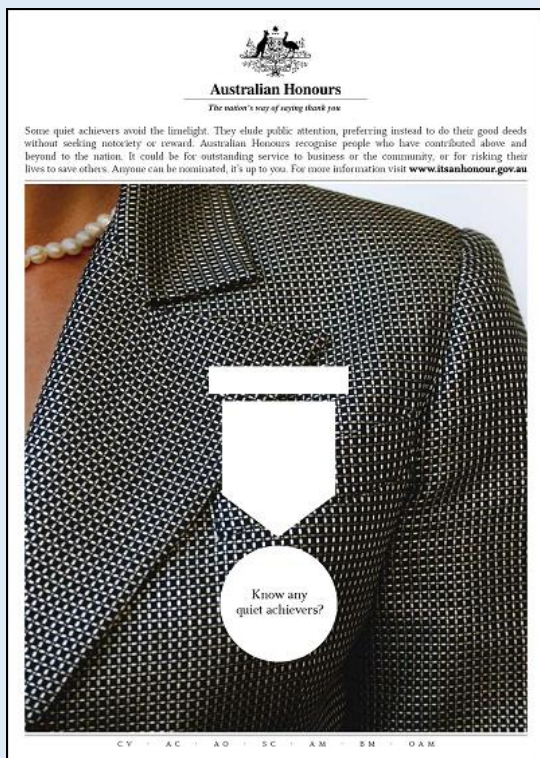 Australian Honours
The nation's way of saying thank you
Some quiet achievers avoid the limelight. They elude public attention, preferring instead to do their good deeds
without seeking notoriety or reward. Australian Honours recognise people who have contributed above and
beyond to the nation. It could be for outstanding service to business or the community, or for risking their
lives to save others. Anyone can be nominated, it's up to you. For more information visit www.itsanhonour.gov.au
Know any
quiet achievers?
CV · AC · AO · SC · AM · BM · OAM